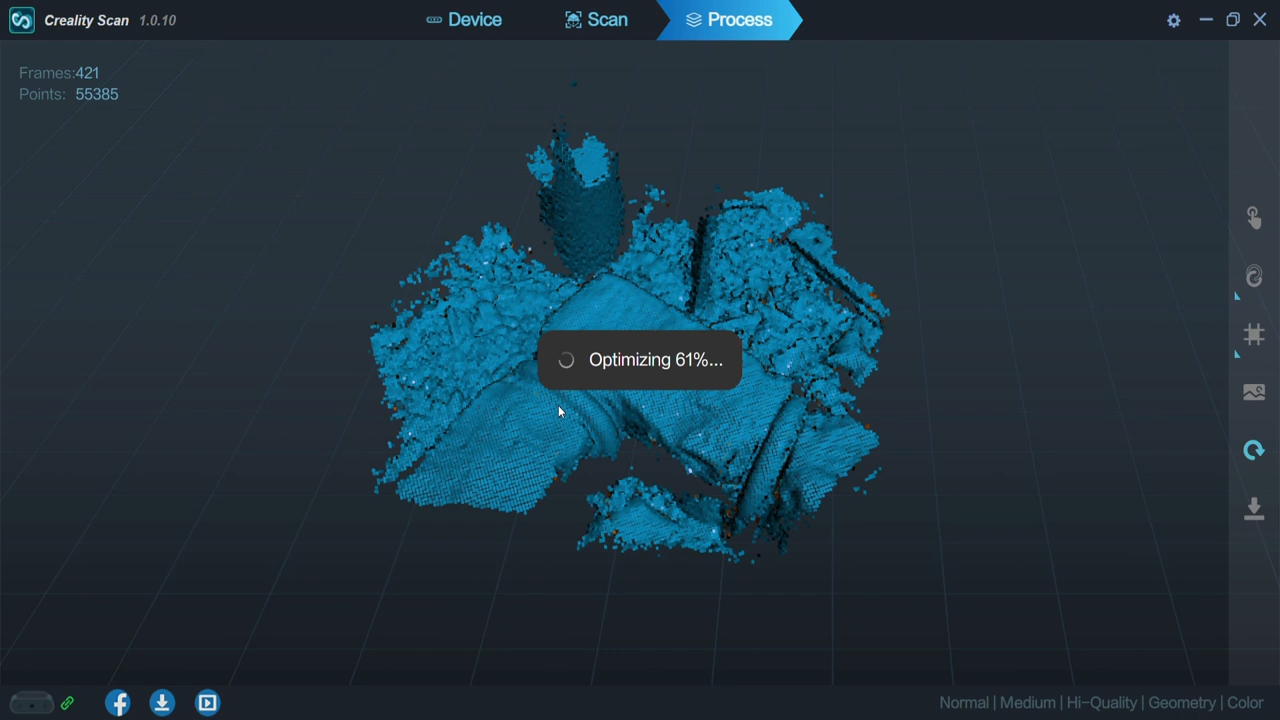 Creality Scan 1.0.10
Device
Scan
Process
Frames:421
Points: 55385
Optimizing 61%...
Normal | Medium | Hi-Quality | Geometry | Color